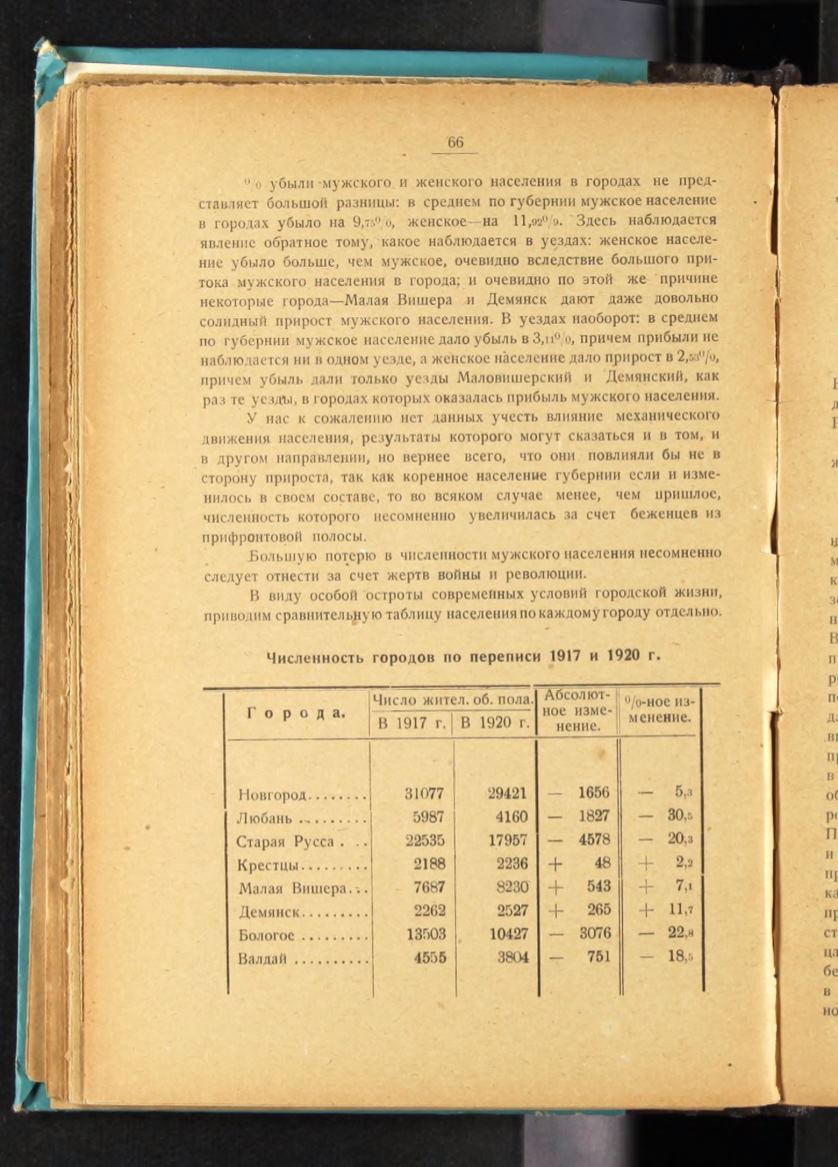 66
% убыли мужского и женского населения в городах не пред-
ставляет большой разницы: в среднем по губернии мужское население
в городах убыло на 9,75%, женское—на 11,92%. Здесь наблюдается
явление обратное тому, какое наблюдается в уездах: женское населе-
ние убыло больше, чем мужское, очевидно вследствие большого при-
тока мужского населения в города; и очевидно по этой же причине
некоторые города—Малая Вишера и Демянск дают даже довольно
солидный прирост мужского населения. В уездах наоборот: в среднем
по губернии мужское население дало убыль в 3,11%, причем прибыли не
наблюдается ни в одном уезде, а женское население дало прирост в 2,53%,
причем убыль дали только уезды Маловишерский и Демянский, как
раз те уезды, в городах которых оказалась прибыль мужского населения.
У нас к сожалению нет данных учесть влияние механического
движения населения, результаты которого могут сказаться и в том, и
в другом направлении, но вернее всего, что они повлияли бы не в
сторону прироста, так как коренное население губернии если и изме-
нилось в своем составе, то во всяком случае менее, чем пришлое,
численность которого несомненно увеличилась за счет беженцев из
прифронтовой полосы.
Большую потерю в численности мужского населения несомненно
следует отнести за счет жертв войны и революции.
В виду особой остроты современных условий городской жизни,
приводим сравнительную таблицу населения по каждому городу отдельно.
Численность городов по переписи 1917 и 1920 г.
Города. Число жител. об. пола. Абсолют- %-ное из-
В 1917 г. В 1920 г. ное изме- менение.
нение.
Новгород........ 31077 29421 — 1656 — 5,3
Любань ......... 5987 4160 — 1827 — 30,5
Старая Русса . .. 22535 17957 — 4578 — 20,3
Крестцы......... 2188 2236 + 48 + 2,2
Малая Вишера... 7687 8230 + 543 + 7,1
Демянск......... 2262 2527 + 265 + 11,7
Бологое ......... 13503 10427 — 3076 — 22,8
Валдай .......... 4555 3804 — 751 — 18,5